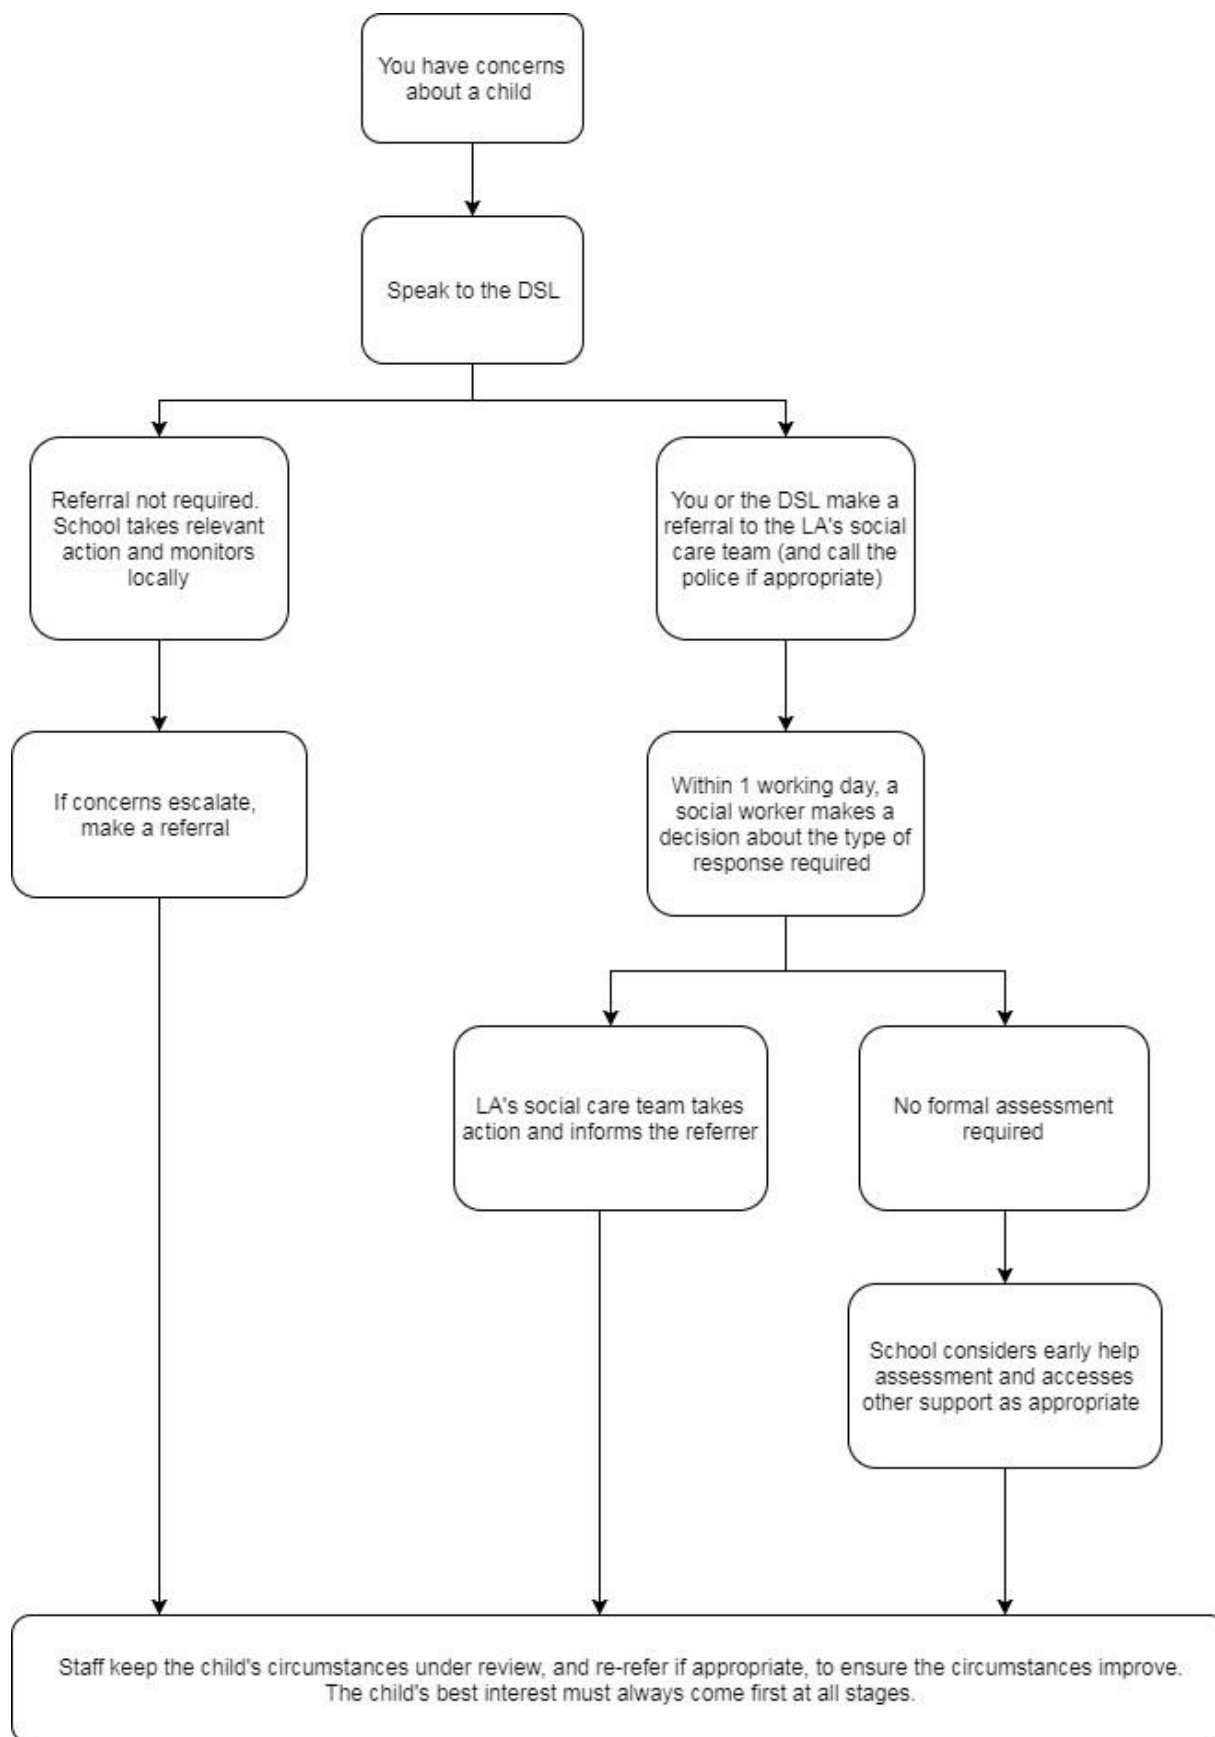 You have concerns
about a child
Speak to the DSL
Referral not required.
School takes relevant
action and monitors
locally
You or the DSL make a
referral to the LA's social
care team (and call the
police if appropriate)
If concerns escalate,
make a referral
Within 1 working day, a
social worker makes a
decision about the type of
response required
LA's social care team takes
action and informs the referrer
No formal assessment
required
School considers early help
assessment and accesses
other support as appropriate
Staff keep the child's circumstances under review, and re-refer if appropriate, to ensure the circumstances improve.
The child's best interest must always come first at all stages.